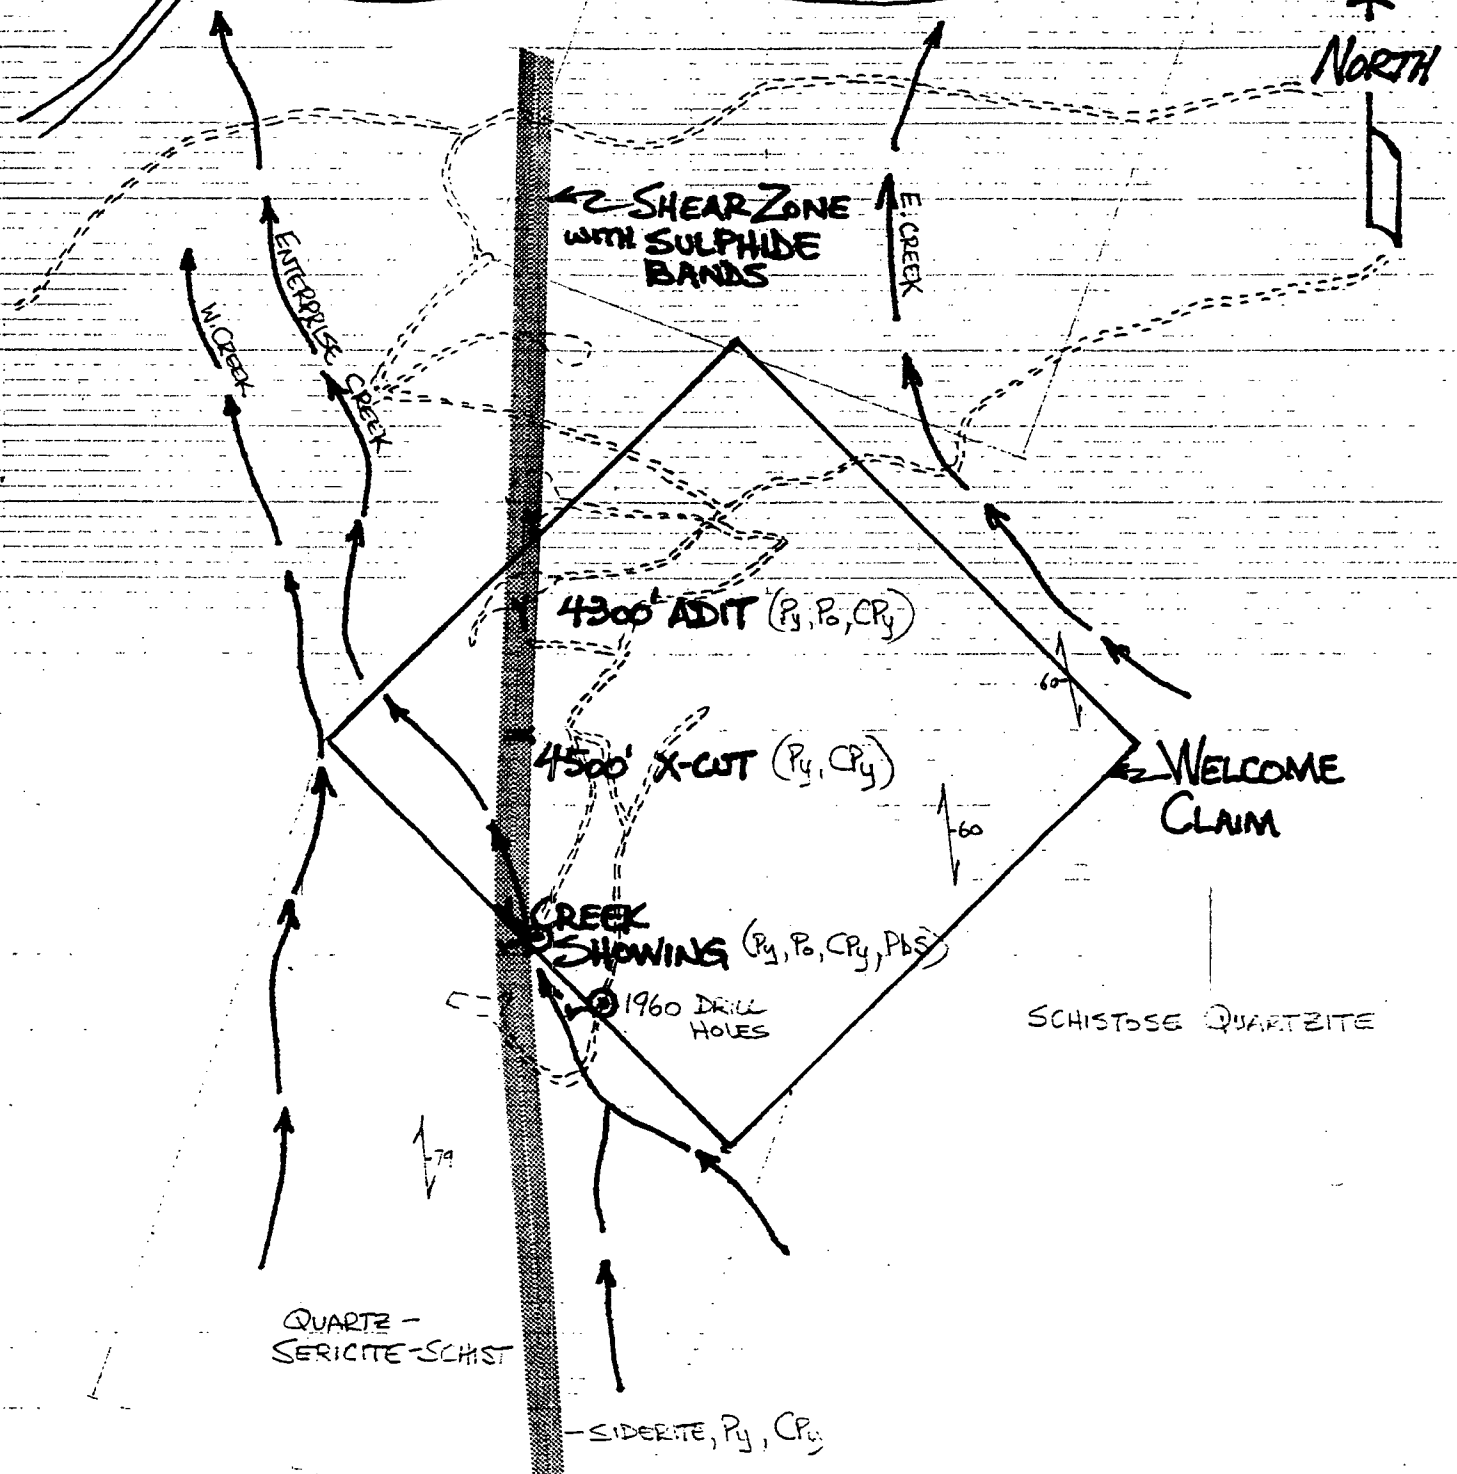 NORTH
SHEAR ZONE
WITH SULPHIDE
BANDS
E. CREEK
ENTERPRISE
CREEK
W. CREEK
4300' ADIT (Py, Po, CPy)
60
4500' X-CUT (Py, CPy)
WELCOME
CLAIM
60
CREEK
SHOWING (Py, Po, CPy, PbS)
1960 DRILL
HOLES
SCHISTOSE QUARTZITE
79
QUARTZ-
SERICITE-SCHIST
-SIDERITE, Py, CPy